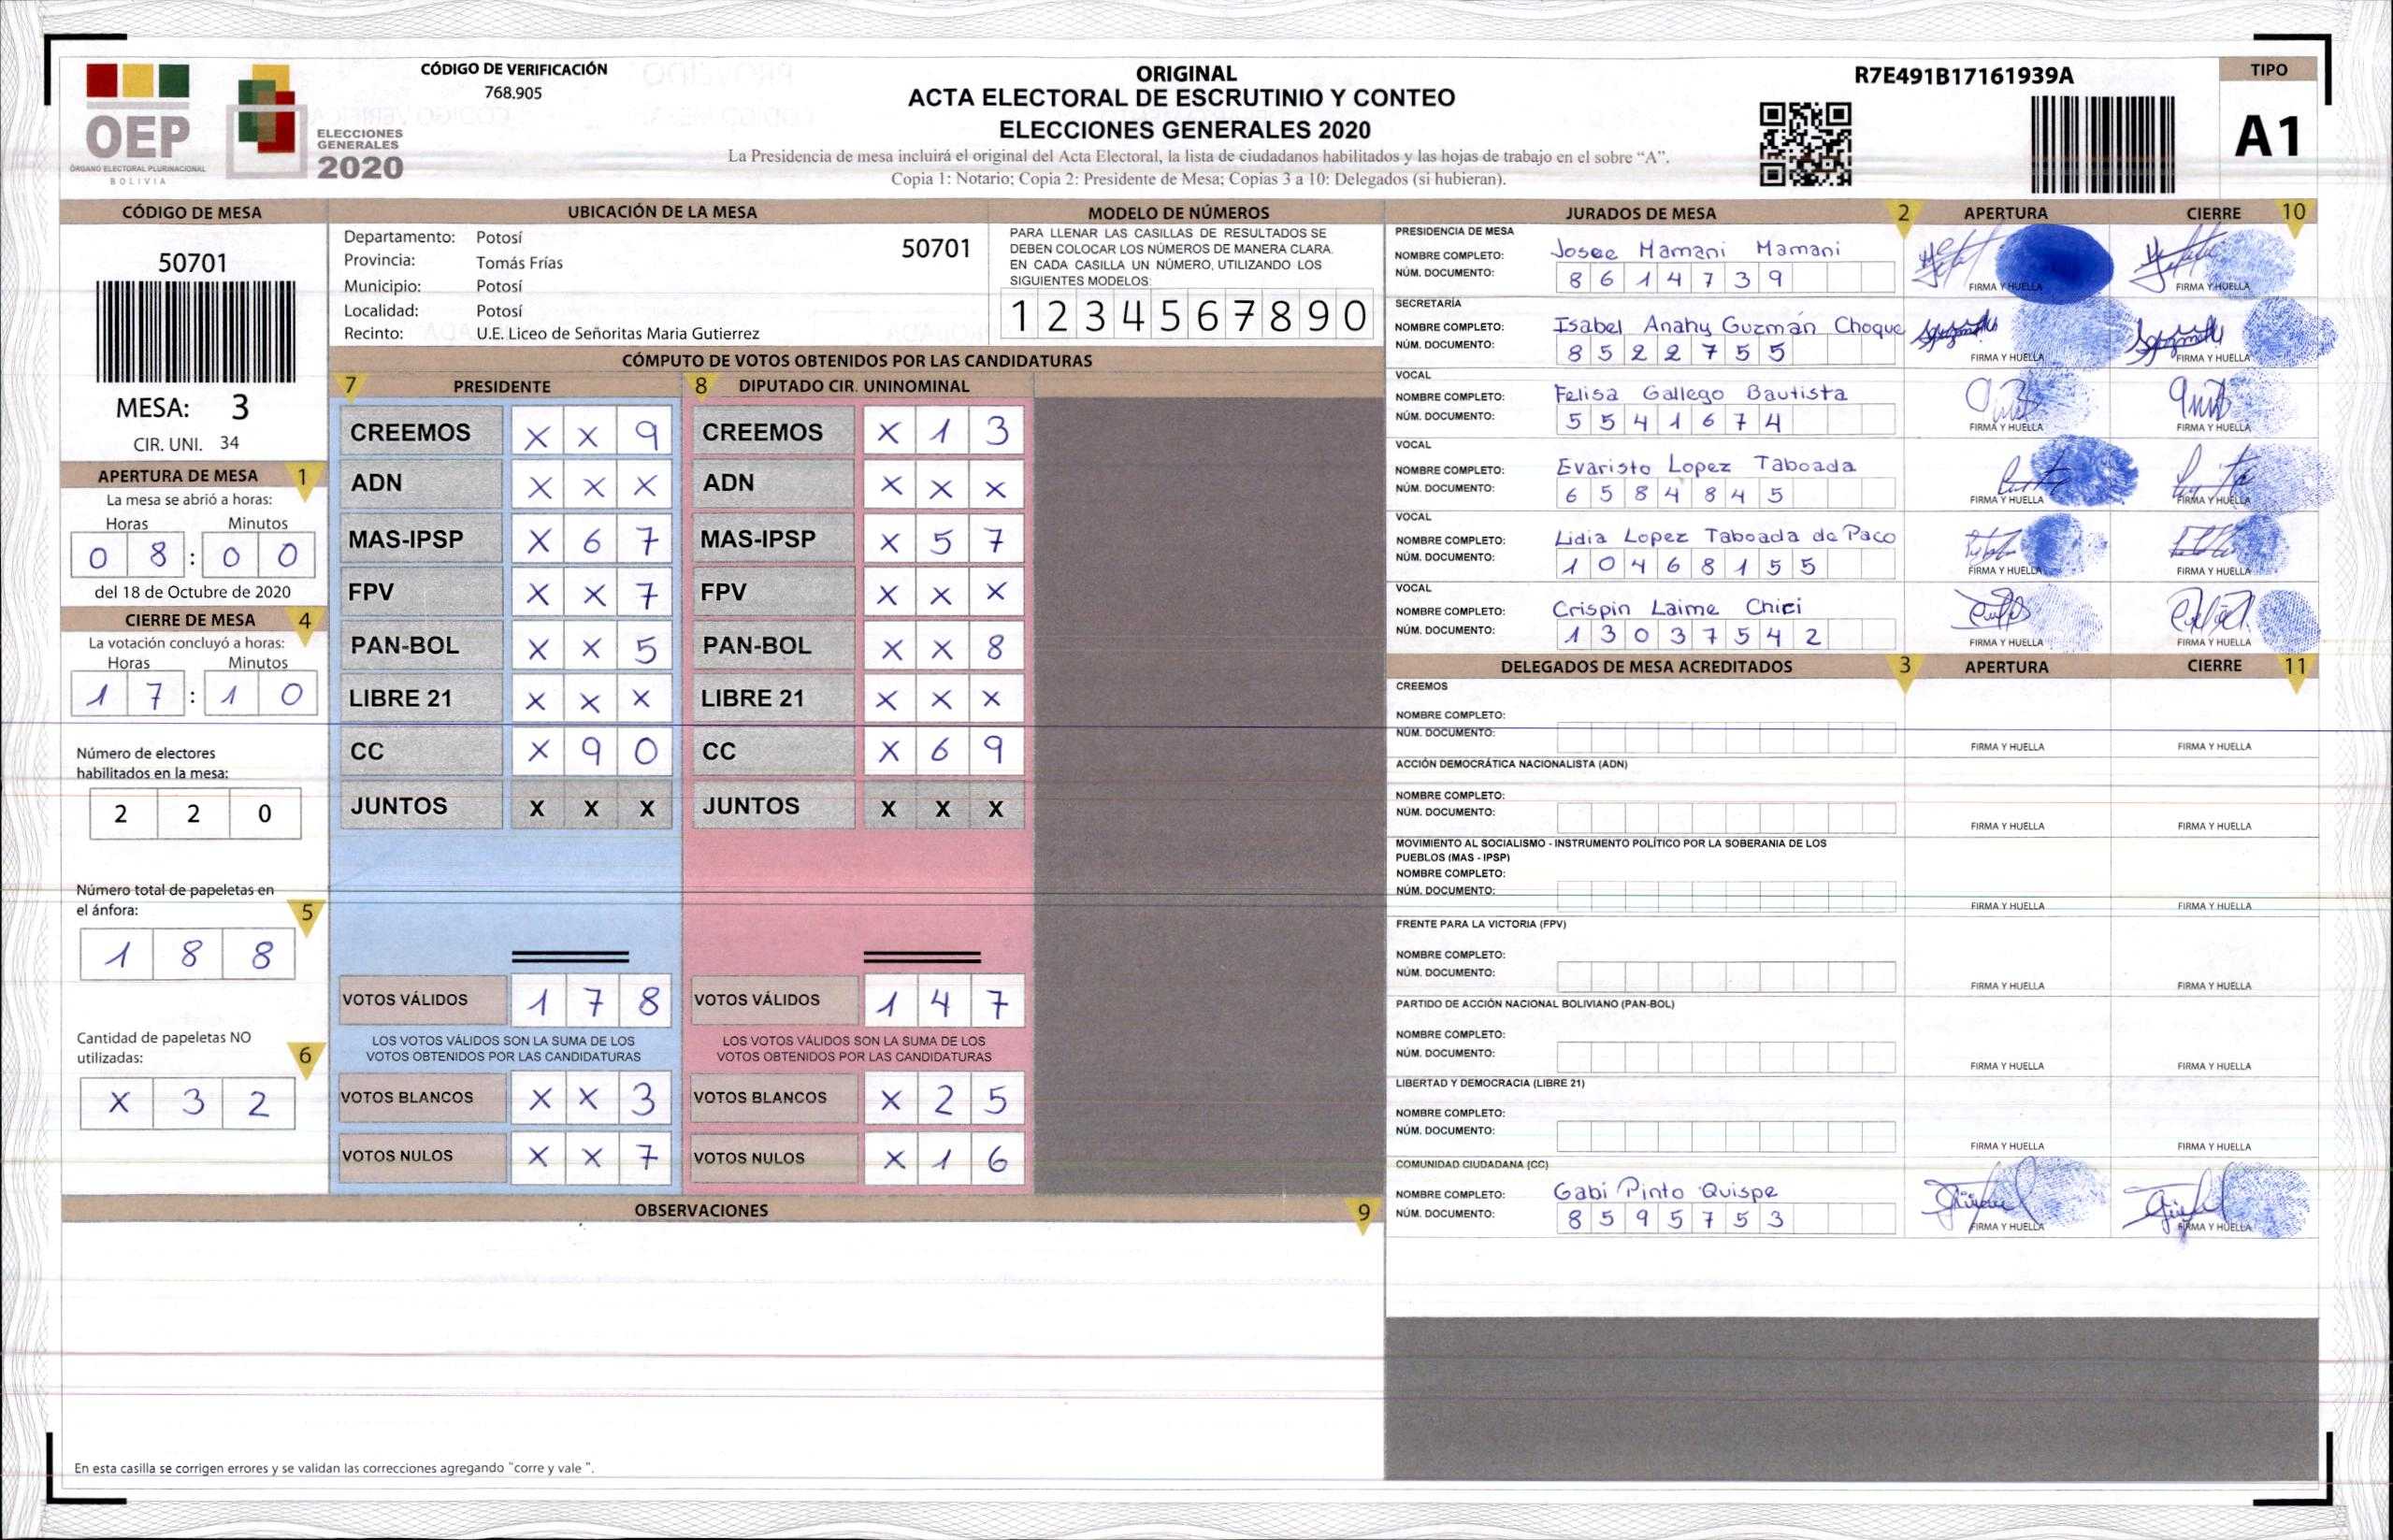 CÓDIGO DE VERIFICACIÓN
768.905
OEP
ÓRGANO ELECTORAL PLURINACIONAL
BOLIVIA
ELECCIONES
GENERALES
2020
ORIGINAL
ACTA ELECTORAL DE ESCRUTINIO Y CONTEO
ELECCIONES GENERALES 2020
La Presidencia de mesa incluirá el original del Acta Electoral, la lista de ciudadanos habilitados y las hojas de trabajo en el sobre “A”.
Copia 1: Notario; Copia 2: Presidente de Mesa; Copias 3 a 10: Delegados (si hubieran).
R7E491B17161939A
TIPO
A1
CÓDIGO DE MESA
50701
MESA: 3
CIR. UNI. 34
APERTURA DE MESA 1
La mesa se abrió a horas:
Horas Minutos
0 8 : 0 0
del 18 de Octubre de 2020
CIERRE DE MESA 4
La votación concluyó a horas:
Horas Minutos
1 7 : 1 0
Número de electores
habilitados en la mesa:
2 2 0
Número total de papeletas en
el ánfora:
5
1 8 8
Cantidad de papeletas NO
utilizadas:
6
X 3 2
UBICACIÓN DE LA MESA
Departamento: Potosí
Provincia: Tomás Frías
Municipio: Potosí
Localidad: Potosí
Recinto: U.E. Liceo de Señoritas Maria Gutierrez
50701
MODELO DE NÚMEROS
PARA LLENAR LAS CASILLAS DE RESULTADOS SE
DEBEN COLOCAR LOS NÚMEROS DE MANERA CLARA.
EN CADA CASILLA UN NÚMERO, UTILIZANDO LOS
SIGUIENTES MODELOS:
1 2 3 4 5 6 7 8 9 0
CÓMPUTO DE VOTOS OBTENIDOS POR LAS CANDIDATURAS
7 PRESIDENTE
CREEMOS X X 9
ADN X X X
MAS-IPSP X 6 7
FPV X X 7
PAN-BOL X X 5
LIBRE 21 X X X
CC X 9 0
JUNTOS X X X
VOTOS VÁLIDOS 1 7 8
LOS VOTOS VÁLIDOS SON LA SUMA DE LOS
VOTOS OBTENIDOS POR LAS CANDIDATURAS
VOTOS BLANCOS X X 3
VOTOS NULOS X X 7
8 DIPUTADO CIR. UNINOMINAL
CREEMOS X 1 3
ADN X X X
MAS-IPSP X 5 7
FPV X X X
PAN-BOL X X 8
LIBRE 21 X X X
CC X 6 9
JUNTOS X X X
VOTOS VÁLIDOS 1 4 7
LOS VOTOS VÁLIDOS SON LA SUMA DE LOS
VOTOS OBTENIDOS POR LAS CANDIDATURAS
VOTOS BLANCOS X 2 5
VOTOS NULOS X 1 6
OBSERVACIONES 9
En esta casilla se corrigen errores y se validan las correcciones agregando "corre y vale ".
JURADOS DE MESA 2 APERTURA CIERRE 10
PRESIDENCIA DE MESA
NOMBRE COMPLETO: Josee Mamani Mamani
NÚM. DOCUMENTO: 8 6 1 4 7 3 9
FIRMA Y HUELLA FIRMA Y HUELLA
SECRETARÍA
NOMBRE COMPLETO: Isabel Anahy Guzmán Choque
NÚM. DOCUMENTO: 8 5 2 2 7 5 5
FIRMA Y HUELLA FIRMA Y HUELLA
VOCAL
NOMBRE COMPLETO: Felisa Gallego Bautista
NÚM. DOCUMENTO: 5 5 4 1 6 7 4
FIRMA Y HUELLA FIRMA Y HUELLA
VOCAL
NOMBRE COMPLETO: Evaristo Lopez Taboada
NÚM. DOCUMENTO: 6 5 8 4 8 4 5
FIRMA Y HUELLA FIRMA Y HUELLA
VOCAL
NOMBRE COMPLETO: Lidia Lopez Taboada de Paco
NÚM. DOCUMENTO: 1 0 4 6 8 1 5 5
FIRMA Y HUELLA FIRMA Y HUELLA
VOCAL
NOMBRE COMPLETO: Crispin Laime Chici
NÚM. DOCUMENTO: 1 3 0 3 7 5 4 2
FIRMA Y HUELLA FIRMA Y HUELLA
DELEGADOS DE MESA ACREDITADOS 3 APERTURA CIERRE 11
CREEMOS
NOMBRE COMPLETO:
NÚM. DOCUMENTO:
FIRMA Y HUELLA FIRMA Y HUELLA
ACCIÓN DEMOCRÁTICA NACIONALISTA (ADN)
NOMBRE COMPLETO:
NÚM. DOCUMENTO:
FIRMA Y HUELLA FIRMA Y HUELLA
MOVIMIENTO AL SOCIALISMO - INSTRUMENTO POLÍTICO POR LA SOBERANIA DE LOS
PUEBLOS (MAS - IPSP)
NOMBRE COMPLETO:
NÚM. DOCUMENTO:
FIRMA Y HUELLA FIRMA Y HUELLA
FRENTE PARA LA VICTORIA (FPV)
NOMBRE COMPLETO:
NÚM. DOCUMENTO:
FIRMA Y HUELLA FIRMA Y HUELLA
PARTIDO DE ACCIÓN NACIONAL BOLIVIANO (PAN-BOL)
NOMBRE COMPLETO:
NÚM. DOCUMENTO:
FIRMA Y HUELLA FIRMA Y HUELLA
LIBERTAD Y DEMOCRACIA (LIBRE 21)
NOMBRE COMPLETO:
NÚM. DOCUMENTO:
FIRMA Y HUELLA FIRMA Y HUELLA
COMUNIDAD CIUDADANA (CC)
NOMBRE COMPLETO: Gabi Pinto Quispe
NÚM. DOCUMENTO: 8 5 9 5 7 5 3
FIRMA Y HUELLA FIRMA Y HUELLA